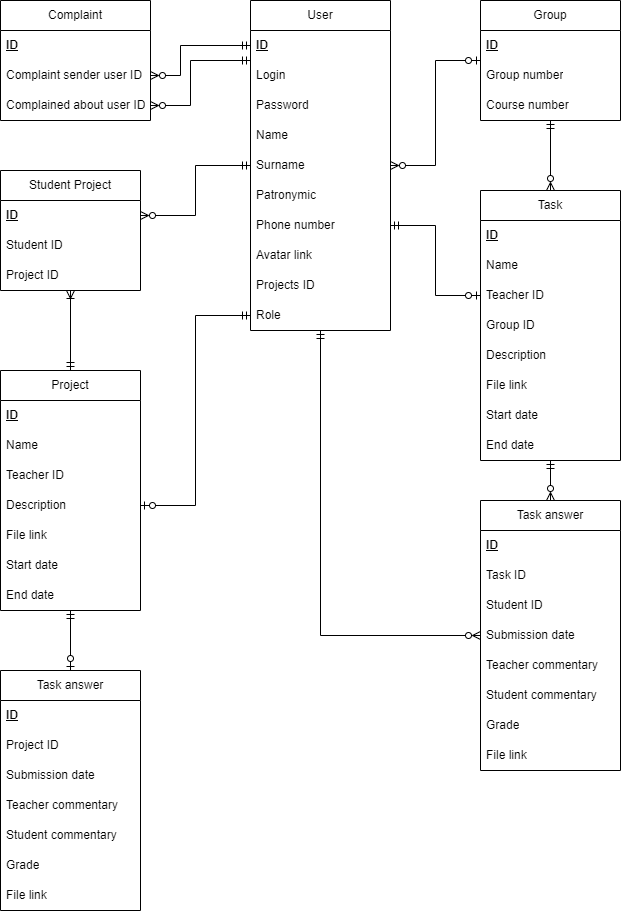 Complaint
ID
Complaint sender user ID
Complained about user ID
User
ID
Login
Password
Name
Surname
Patronymic
Phone number
Avatar link
Projects ID
Role
Group
ID
Group number
Course number
Student Project
ID
Student ID
Project ID
Task
ID
Name
Teacher ID
Group ID
Description
File link
Start date
End date
Project
ID
Name
Teacher ID
Description
File link
Start date
End date
Task answer
ID
Task ID
Student ID
Submission date
Teacher commentary
Student commentary
Grade
File link
Task answer
ID
Project ID
Submission date
Teacher commentary
Student commentary
Grade
File link